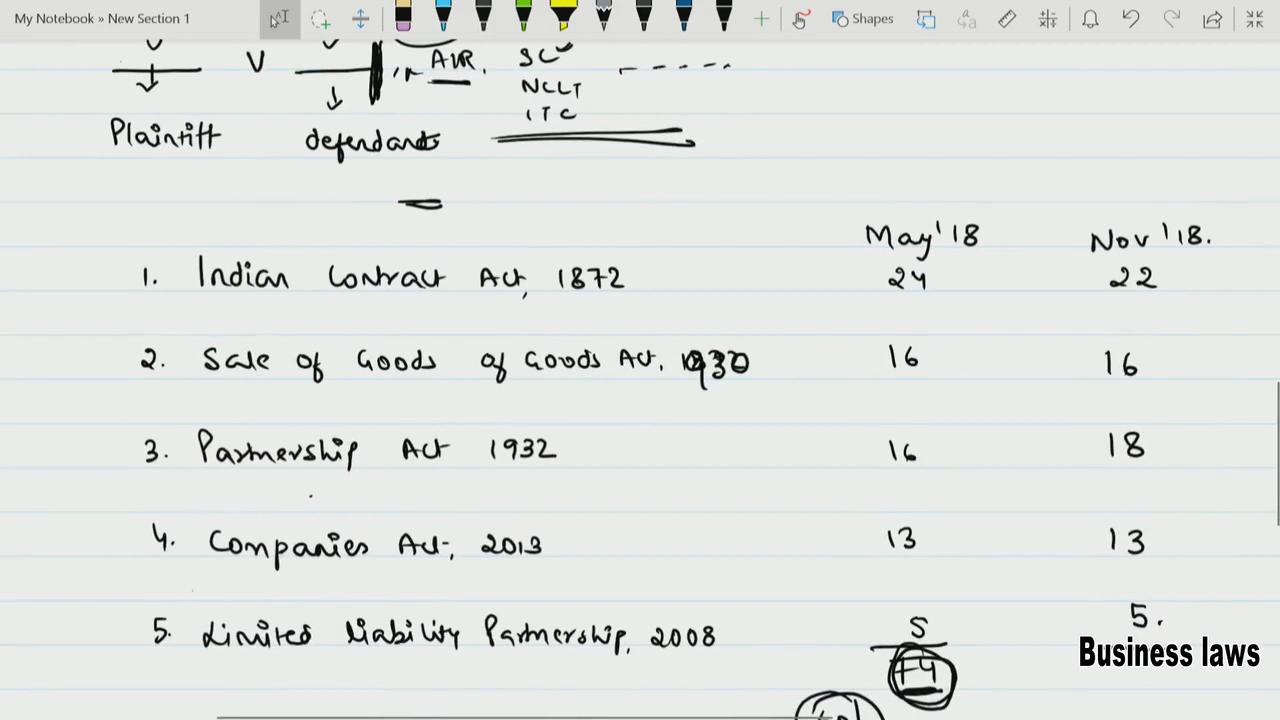 My Notebook » New Section 1
Shapes
V
AIR. SC
NCLT
ITC
Plaintiff defendants
May'18 Nov '18.
1. Indian Contract Act, 1872 24 22
2. Sale of Goods of Goods Act, 1930 16 16
3. Partnership Act 1932 16 18
4. Companies Act, 2013 13 13
5. Limited Liability Partnership, 2008 5 5.
74
Business laws